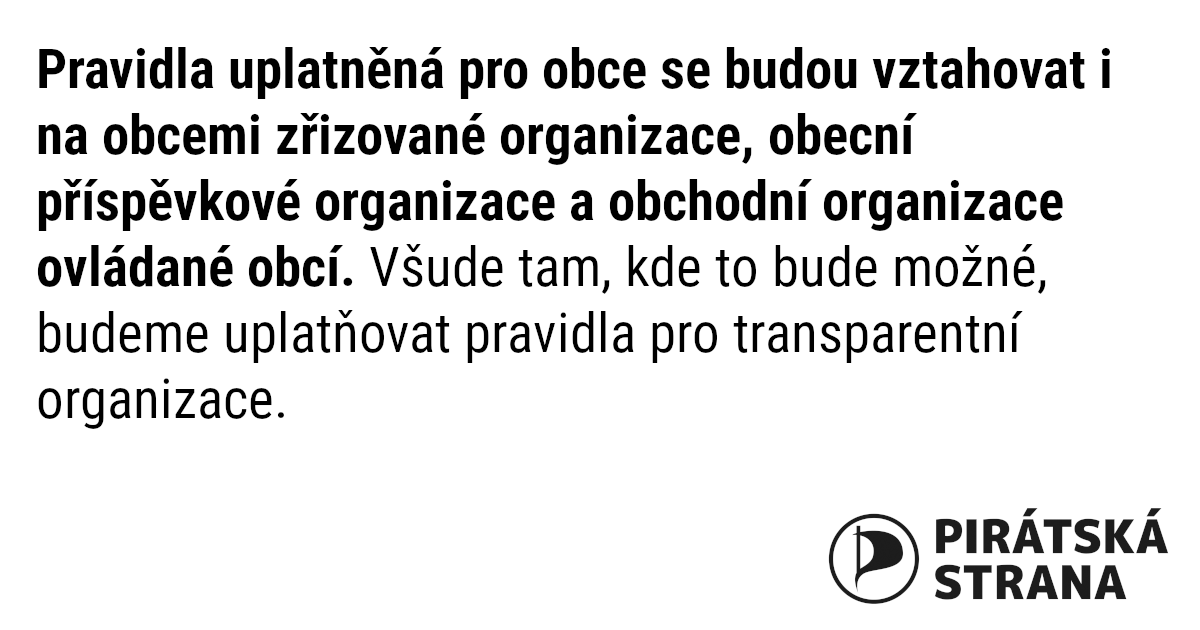 Pravidla uplatněná pro obce se budou vztahovat i
na obcemi zřizované organizace, obecní
příspěvkové organizace a obchodní organizace
ovládané obcí. Všude tam, kde to bude možné,
budeme uplatňovat pravidla pro transparentní
organizace.
PIRÁTSKÁ
STRANA